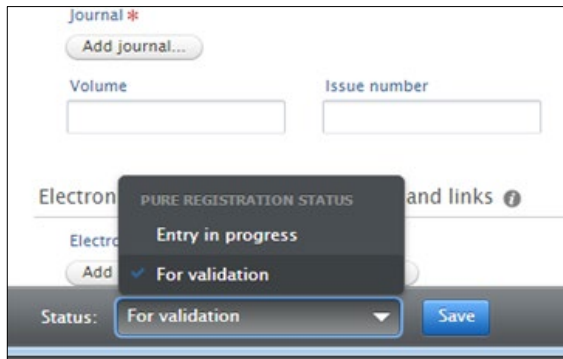 Journal *
Add journal...
Volume Issue number
Electron and links
PURE REGISTRATION STATUS
Entry in progress
Electro
Add For validation
Status: For validation Save